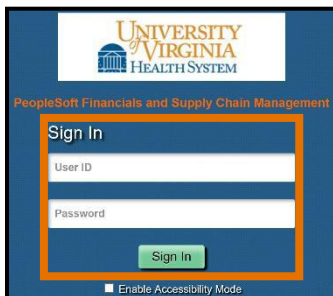 UNIVERSITY
of VIRGINIA
HEALTH SYSTEM
PeopleSoft Financials and Supply Chain Management
Sign In
User ID
Password
Sign In
Enable Accessibility Mode